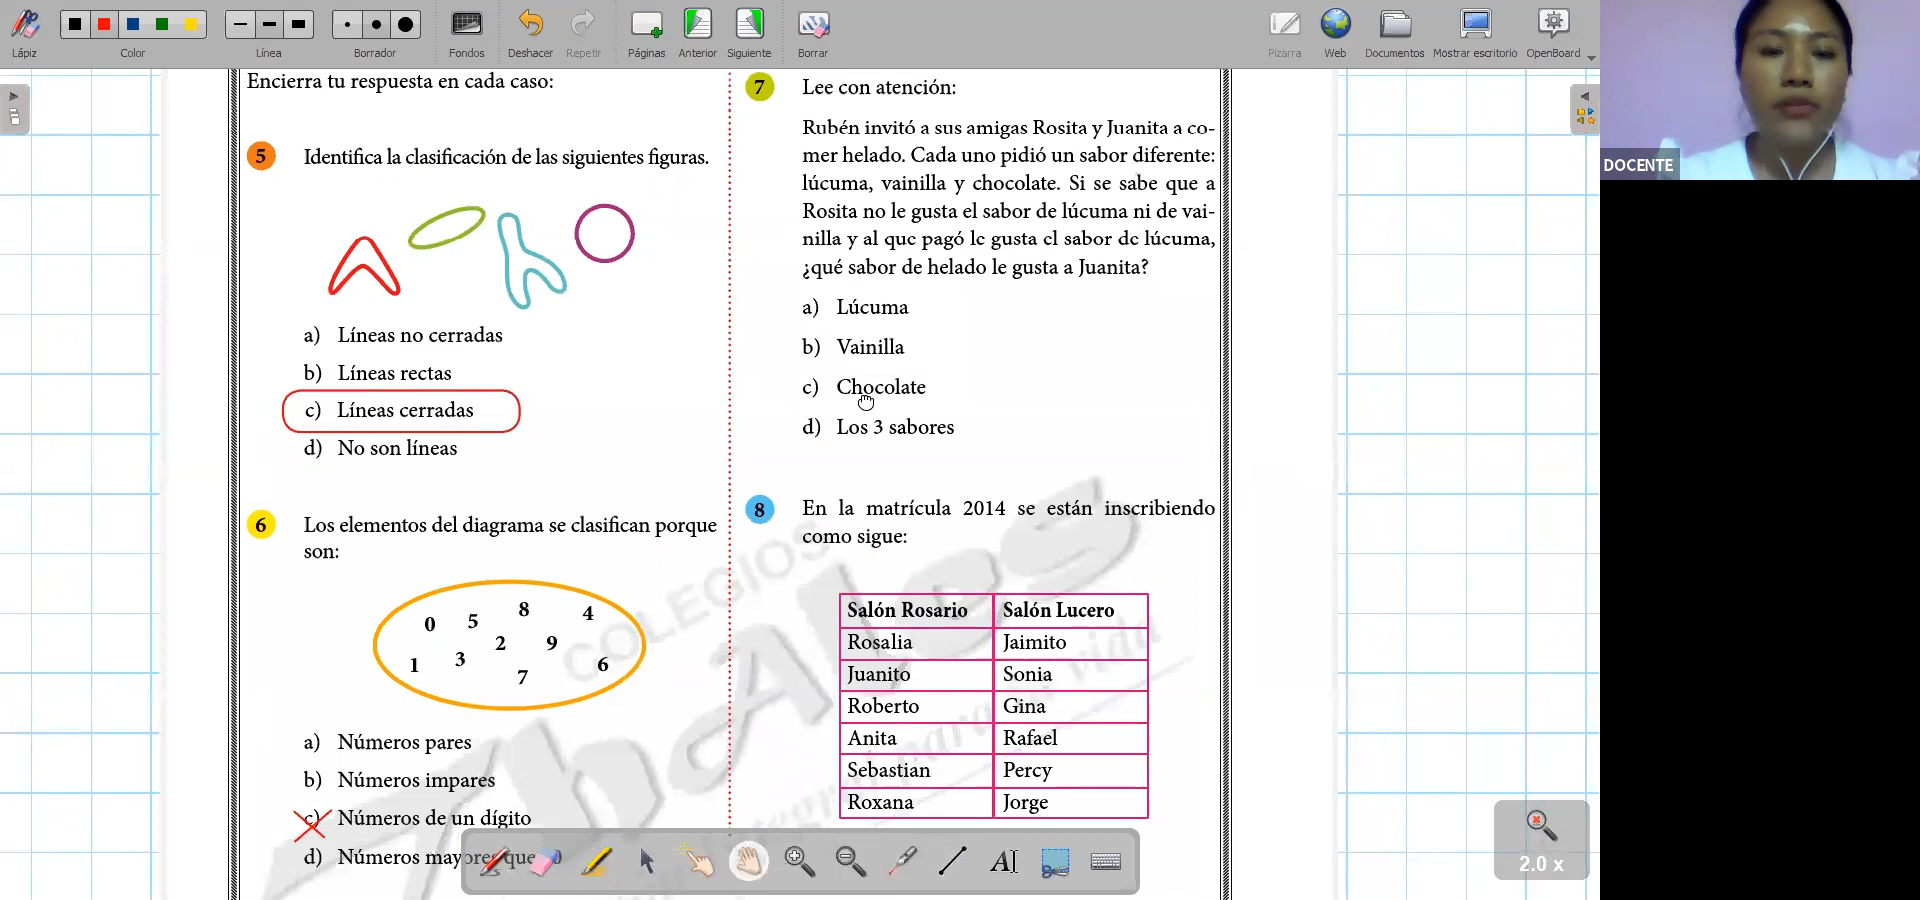 Lápiz
Color
Línea
Borrador
Fondos
Deshacer
Repetir
Páginas
Anterior
Siguiente
Borrar
Pizarra
Web
Documentos
Mostrar escritorio
OpenBoard
DOCENTE
Encierra tu respuesta en cada caso:
5 Identifica la clasificación de las siguientes figuras.
a) Líneas no cerradas
b) Líneas rectas
c) Líneas cerradas
d) No son líneas
6 Los elementos del diagrama se clasifican porque
son:
0 5 8 4
2 9
1 3 7 6
a) Números pares
b) Números impares
c) Números de un dígito
d) Números mayores que 0
7 Lee con atención:
Rubén invitó a sus amigas Rosita y Juanita a co-
mer helado. Cada uno pidió un sabor diferente:
lúcuma, vainilla y chocolate. Si se sabe que a
Rosita no le gusta el sabor de lúcuma ni de vai-
nilla y al que pagó le gusta el sabor de lúcuma,
¿qué sabor de helado le gusta a Juanita?
a) Lúcuma
b) Vainilla
c) Chocolate
d) Los 3 sabores
8 En la matrícula 2014 se están inscribiendo
como sigue:
Salón Rosario Salón Lucero
Rosalia Jaimito
Juanito Sonia
Roberto Gina
Anita Rafael
Sebastian Percy
Roxana Jorge
COLEGIOS
Thales
AI
2.0 x